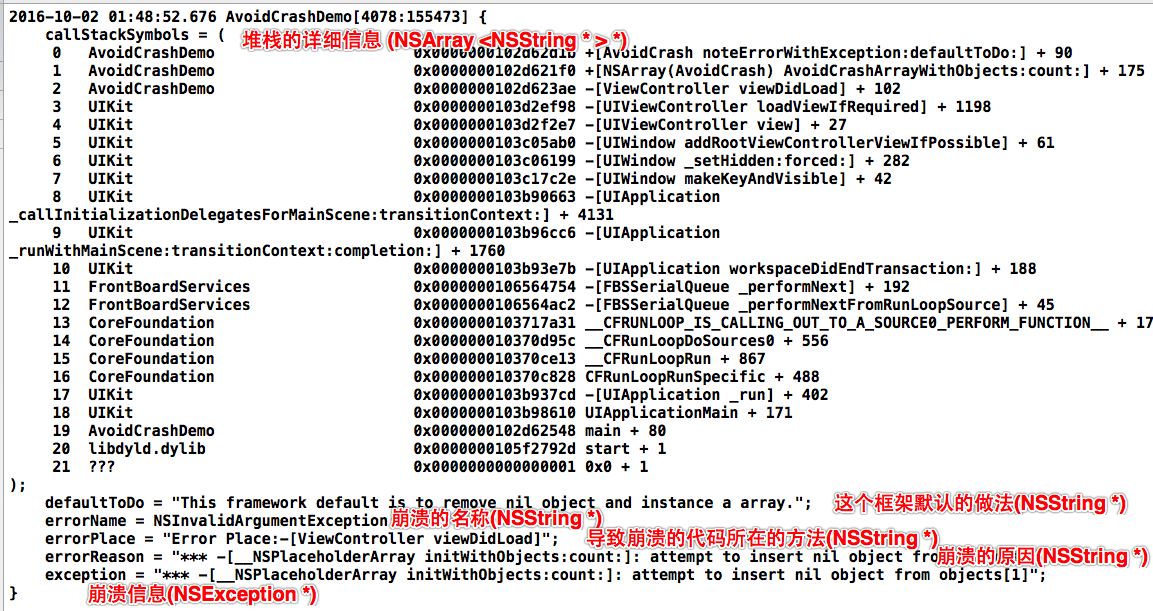 2016-10-02 01:48:52.676 AvoidCrashDemo[4078:155473] {
callStackSymbols = ( 堆栈的详细信息 (NSArray <NSString * > *)
0 AvoidCrashDemo 0x0000000102d62d1b +[AvoidCrash noteErrorWithException:defaultToDo:] + 90
1 AvoidCrashDemo 0x0000000102d621f0 +[NSArray(AvoidCrash) AvoidCrashArrayWithObjects:count:] + 175
2 AvoidCrashDemo 0x0000000102d623ae -[ViewController viewDidLoad] + 102
3 UIKit 0x0000000103d2ef98 -[UIViewController loadViewIfRequired] + 1198
4 UIKit 0x0000000103d2f2e7 -[UIViewController view] + 27
5 UIKit 0x0000000103c05ab0 -[UIWindow addRootViewControllerViewIfPossible] + 61
6 UIKit 0x0000000103c06199 -[UIWindow _setHidden:forced:] + 282
7 UIKit 0x0000000103c17c2e -[UIWindow makeKeyAndVisible] + 42
8 UIKit 0x0000000103b90663 -[UIApplication
_callInitializationDelegatesForMainScene:transitionContext:] + 4131
9 UIKit 0x0000000103b96cc6 -[UIApplication
_runWithMainScene:transitionContext:completion:] + 1760
10 UIKit 0x0000000103b93e7b -[UIApplication workspaceDidEndTransaction:] + 188
11 FrontBoardServices 0x0000000106564754 -[FBSSerialQueue _performNext] + 192
12 FrontBoardServices 0x0000000106564ac2 -[FBSSerialQueue _performNextFromRunLoopSource] + 45
13 CoreFoundation 0x0000000103717a31 __CFRUNLOOP_IS_CALLING_OUT_TO_A_SOURCE0_PERFORM_FUNCTION__ + 17
14 CoreFoundation 0x000000010370d95c __CFRunLoopDoSources0 + 556
15 CoreFoundation 0x000000010370ce13 __CFRunLoopRun + 867
16 CoreFoundation 0x000000010370c828 CFRunLoopRunSpecific + 488
17 UIKit 0x0000000103b937cd -[UIApplication _run] + 402
18 UIKit 0x0000000103b98610 UIApplicationMain + 171
19 AvoidCrashDemo 0x0000000102d62548 main + 80
20 libdyld.dylib 0x0000000105f2792d start + 1
21 ??? 0x0000000000000001 0x0 + 1
);
defaultToDo = "This framework default is to remove nil object and instance a array."; 这个框架默认的做法(NSString *)
errorName = NSInvalidArgumentException 崩溃的名称(NSString *)
errorPlace = "Error Place:-[ViewController viewDidLoad]"; 导致崩溃的代码所在的方法(NSString *)
errorReason = "*** -[__NSPlaceholderArray initWithObjects:count:]: attempt to insert nil object from 崩溃的原因(NSString *)
exception = "*** -[__NSPlaceholderArray initWithObjects:count:]: attempt to insert nil object from objects[1]";
} 崩溃信息(NSException *)